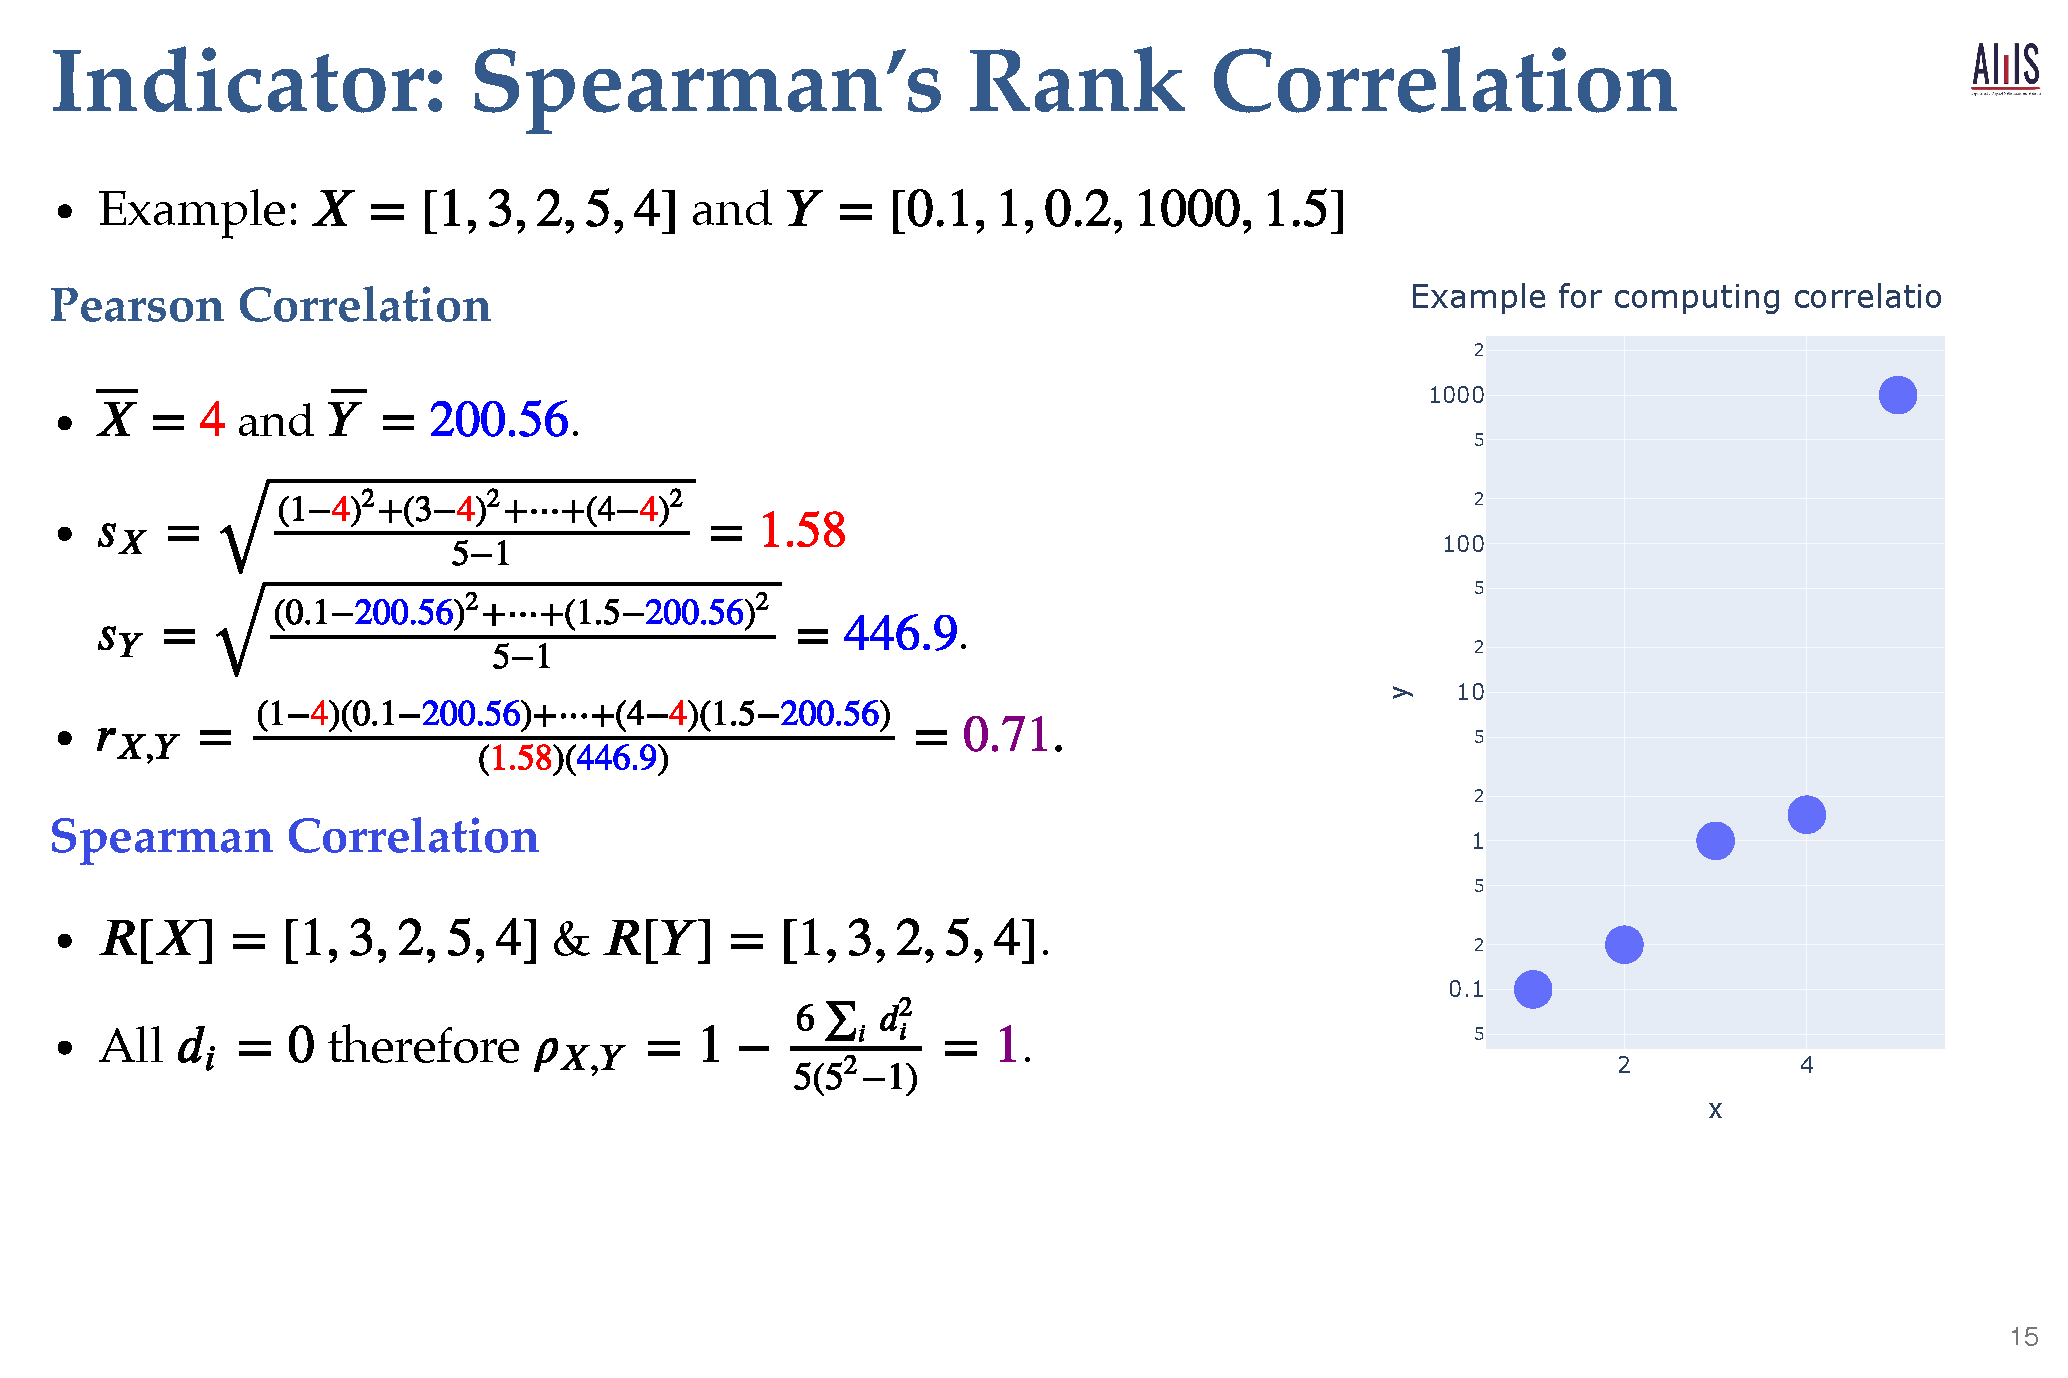 Indicator: Spearman’s Rank Correlation
AMIS
• Example: X = [1, 3, 2, 5, 4] and Y = [0.1, 1, 0.2, 1000, 1.5]
Pearson Correlation
• X̅ = 4 and Y̅ = 200.56.
• s_X = √((1−4)²+(3−4)²+⋯+(4−4)² / 5−1) = 1.58
s_Y = √((0.1−200.56)²+⋯+(1.5−200.56)² / 5−1) = 446.9.
• r_{X,Y} = (1−4)(0.1−200.56)+⋯+(4−4)(1.5−200.56) / (1.58)(446.9) = 0.71.
Spearman Correlation
• R[X] = [1, 3, 2, 5, 4] & R[Y] = [1, 3, 2, 5, 4].
• All d_i = 0 therefore ρ_{X,Y} = 1 − 6 ∑_i d_i² / 5(5²−1) = 1.
Example for computing correlatio
2
1000
5
2
100
5
2
10
5
2
1
5
2
0.1
5
y
2 4
x
15